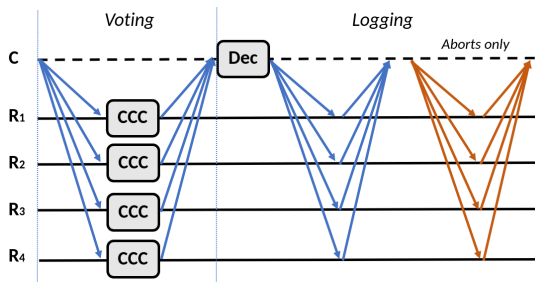 Voting
Logging
Aborts only
C
Dec
R1
CCC
R2
CCC
R3
CCC
R4
CCC